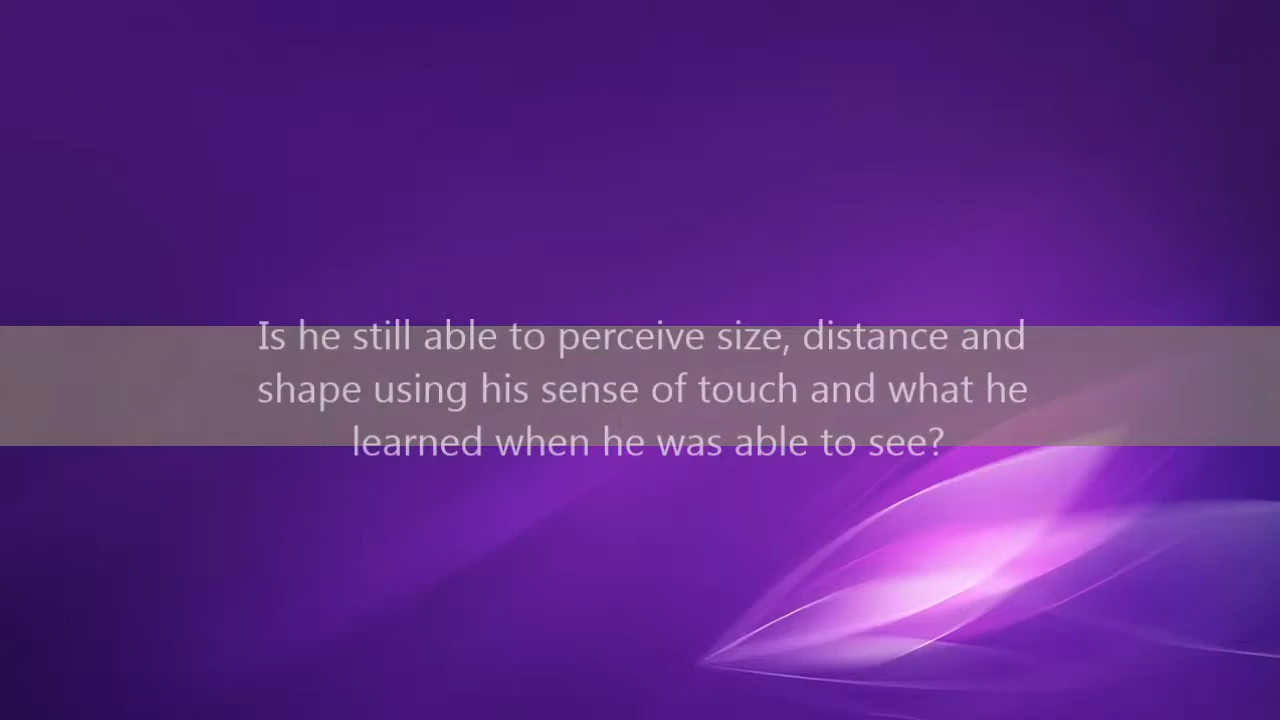 Is he still able to perceive size, distance and
shape using his sense of touch and what he
learned when he was able to see?